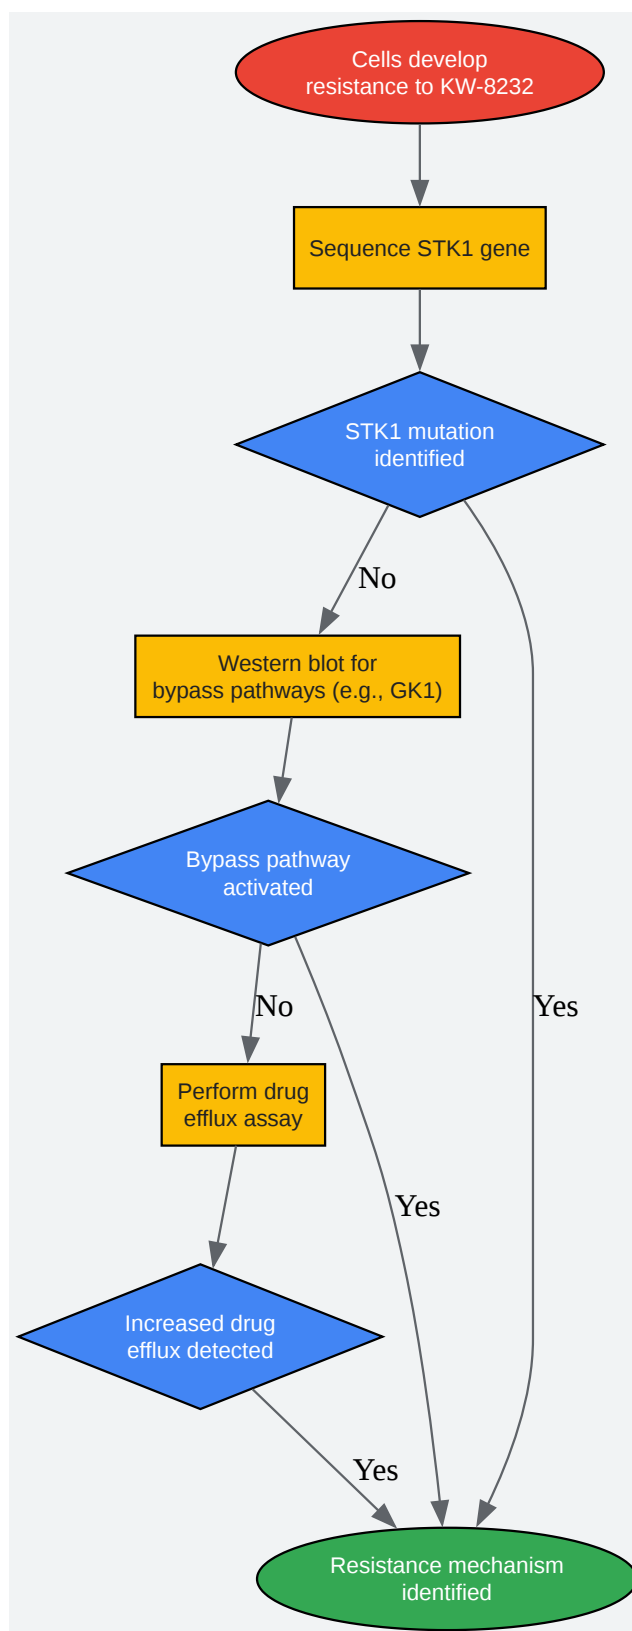 Cells develop
resistance to KW-8232
Sequence STK1 gene
STK1 mutation
identified
No
Western blot for
bypass pathways (e.g., GK1)
Bypass pathway
activated
No
Yes
Perform drug
efflux assay
Yes
Increased drug
efflux detected
Yes
Resistance mechanism
identified